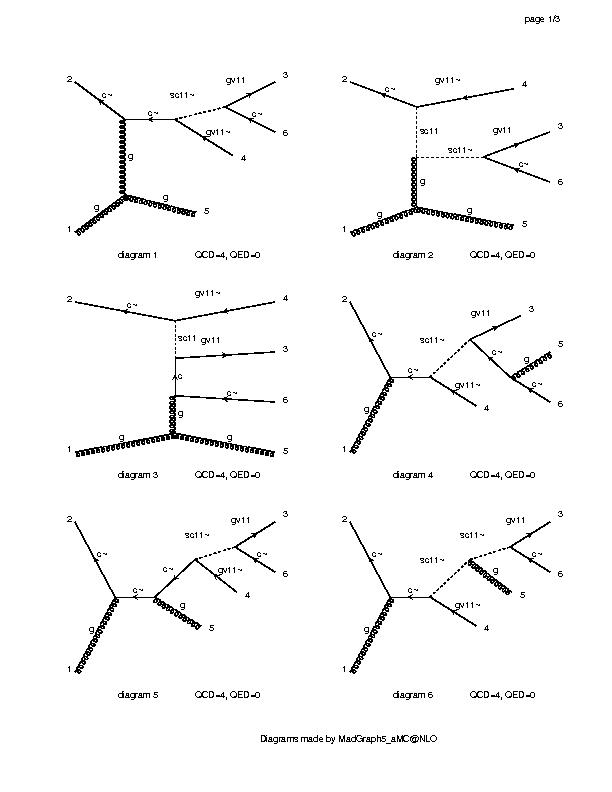 page 1/3
2 c~ gv11 3
sc11~
c~ c~ 6
gv11~ 4
g
g g 5
1
diagram 1 QCD=4, QED=0
2 c~ gv11~ 4
sc11 gv11 3
sc11~ c~ 6
g
g g 5
1
diagram 2 QCD=4, QED=0
2 c~ gv11~ 4
sc11 gv11 3
c
c~ 6
g
1 g g 5
diagram 3 QCD=4, QED=0
2 gv11 3
c~ sc11~ 5
c~ g
c~ gv11~ c~ 6
4
g
1
diagram 4 QCD=4, QED=0
2 gv11 3
sc11~
c~ c~ c~ 6
gv11~ 4
c~ g 5
g
1
diagram 5 QCD=4, QED=0
2 gv11 3
sc11~
c~ sc11~ c~ 6
g 5
c~ gv11~ 4
g
1
diagram 6 QCD=4, QED=0
Diagrams made by MadGraph5_aMC@NLO